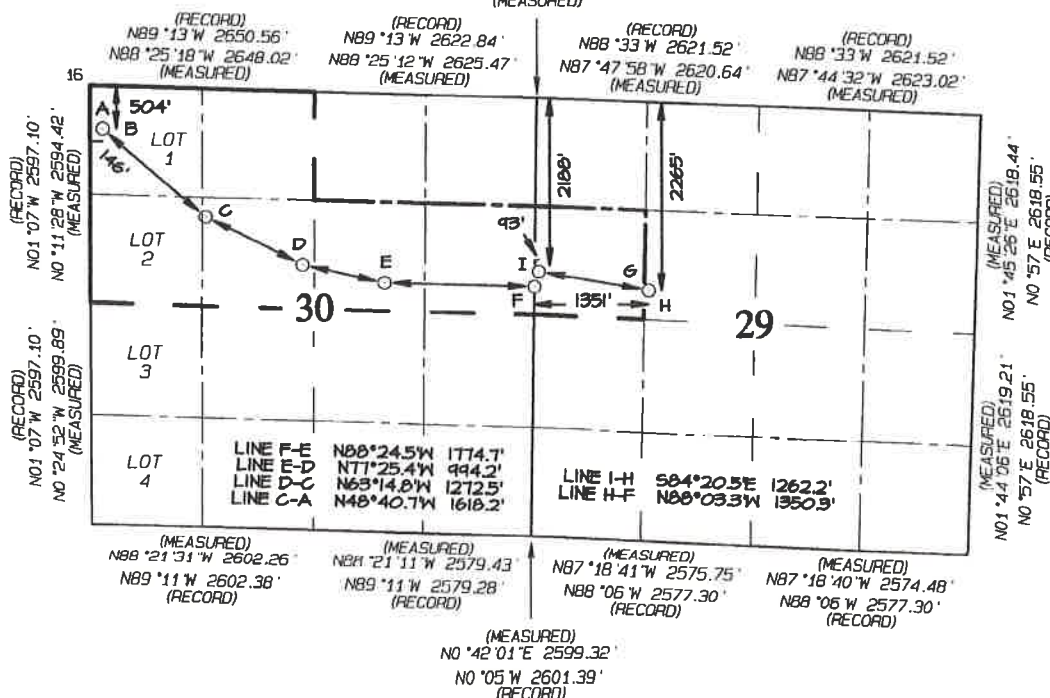 (MEASURED)
(RECORD)
N89°13'W 2650.56'
N88°25'18"W 2648.02'
(MEASURED)
(RECORD)
N89°13'W 2622.84'
N88°25'12"W 2625.47'
(MEASURED)
(RECORD)
N88°33'W 2621.52'
N87°47'58"W 2620.64'
(MEASURED)
(RECORD)
N88°33'W 2621.52'
N87°44'32"W 2623.02'
(MEASURED)
16
(RECORD)
N01°07'W 2597.10'
N0°11'28"W 2594.42'
(MEASURED)
A
504'
B
146'
LOT
1
C
LOT
2
D
E
30
2188'
2265'
93'
I
G
F
1351'
H
29
(MEASURED)
N01°45'26"E 2618.44'
N0°57'E 2618.55'
(RECORD)
(RECORD)
N01°07'W 2597.10'
N0°24'52"W 2599.89'
(MEASURED)
LOT
3
LOT
4
LINE F-E N88°24.5'W 1774.7'
LINE E-D N77°25.4'W 994.2'
LINE D-C N63°14.8'W 1272.5'
LINE C-A N48°40.7'W 1618.2'
LINE I-H S84°20.5'E 1262.2'
LINE H-F N88°03.3'W 1350.9'
(MEASURED)
N01°44'06"E 2619.21'
N0°57'E 2618.55'
(RECORD)
(MEASURED)
N88°21'31"W 2602.26'
N89°11'W 2602.38'
(RECORD)
(MEASURED)
N88°21'11"W 2579.43'
N89°11'W 2579.28'
(RECORD)
(MEASURED)
N87°18'41"W 2575.75'
N88°06'W 2577.30'
(RECORD)
(MEASURED)
N87°18'40"W 2574.48'
N88°06'W 2577.30'
(RECORD)
(MEASURED)
N0°42'01"E 2599.32'
N0°05'W 2601.39'
(RECORD)